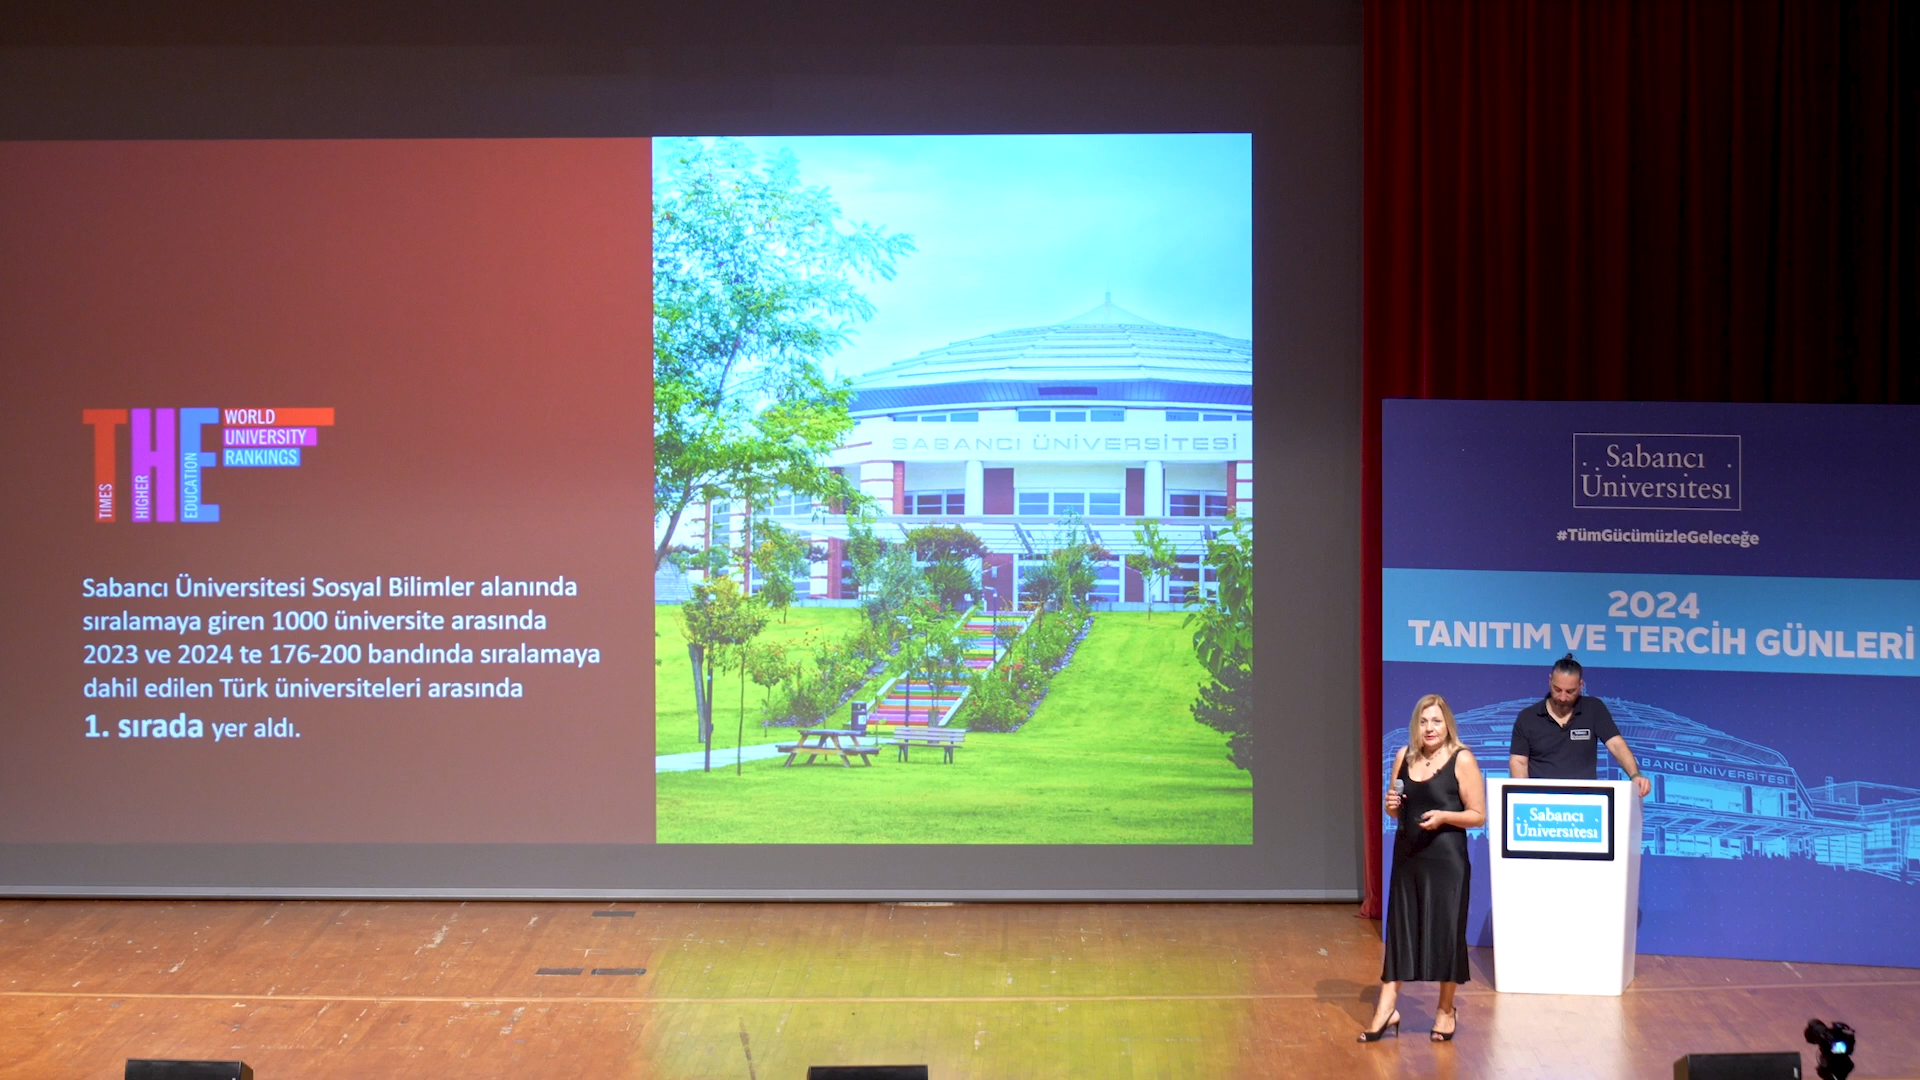 THE
TIMES
HIGHER
EDUCATION
WORLD
UNIVERSITY
RANKINGS
Sabancı Üniversitesi Sosyal Bilimler alanında
sıralamaya giren 1000 üniversite arasında
2023 ve 2024 te 176-200 bandında sıralamaya
dahil edilen Türk üniversiteleri arasında
1. sırada yer aldı.
SABANCI ÜNİVERSİTESİ
Sabancı
Üniversitesi
#TümGücümüzleGeleceğe
2024
TANITIM VE TERCİH GÜNLERİ
BANCI ÜNİVERSİTESİ
Sabancı
Üniversitesi